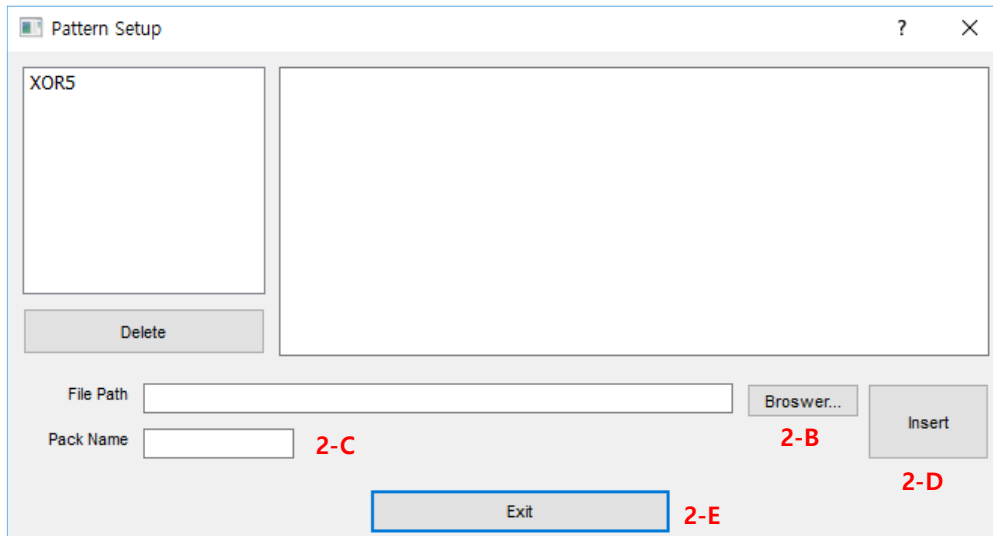 Pattern Setup ?
XOR5
Delete
File Path Broswer...
2-B
Insert
Pack Name 2-C
2-D
Exit 2-E